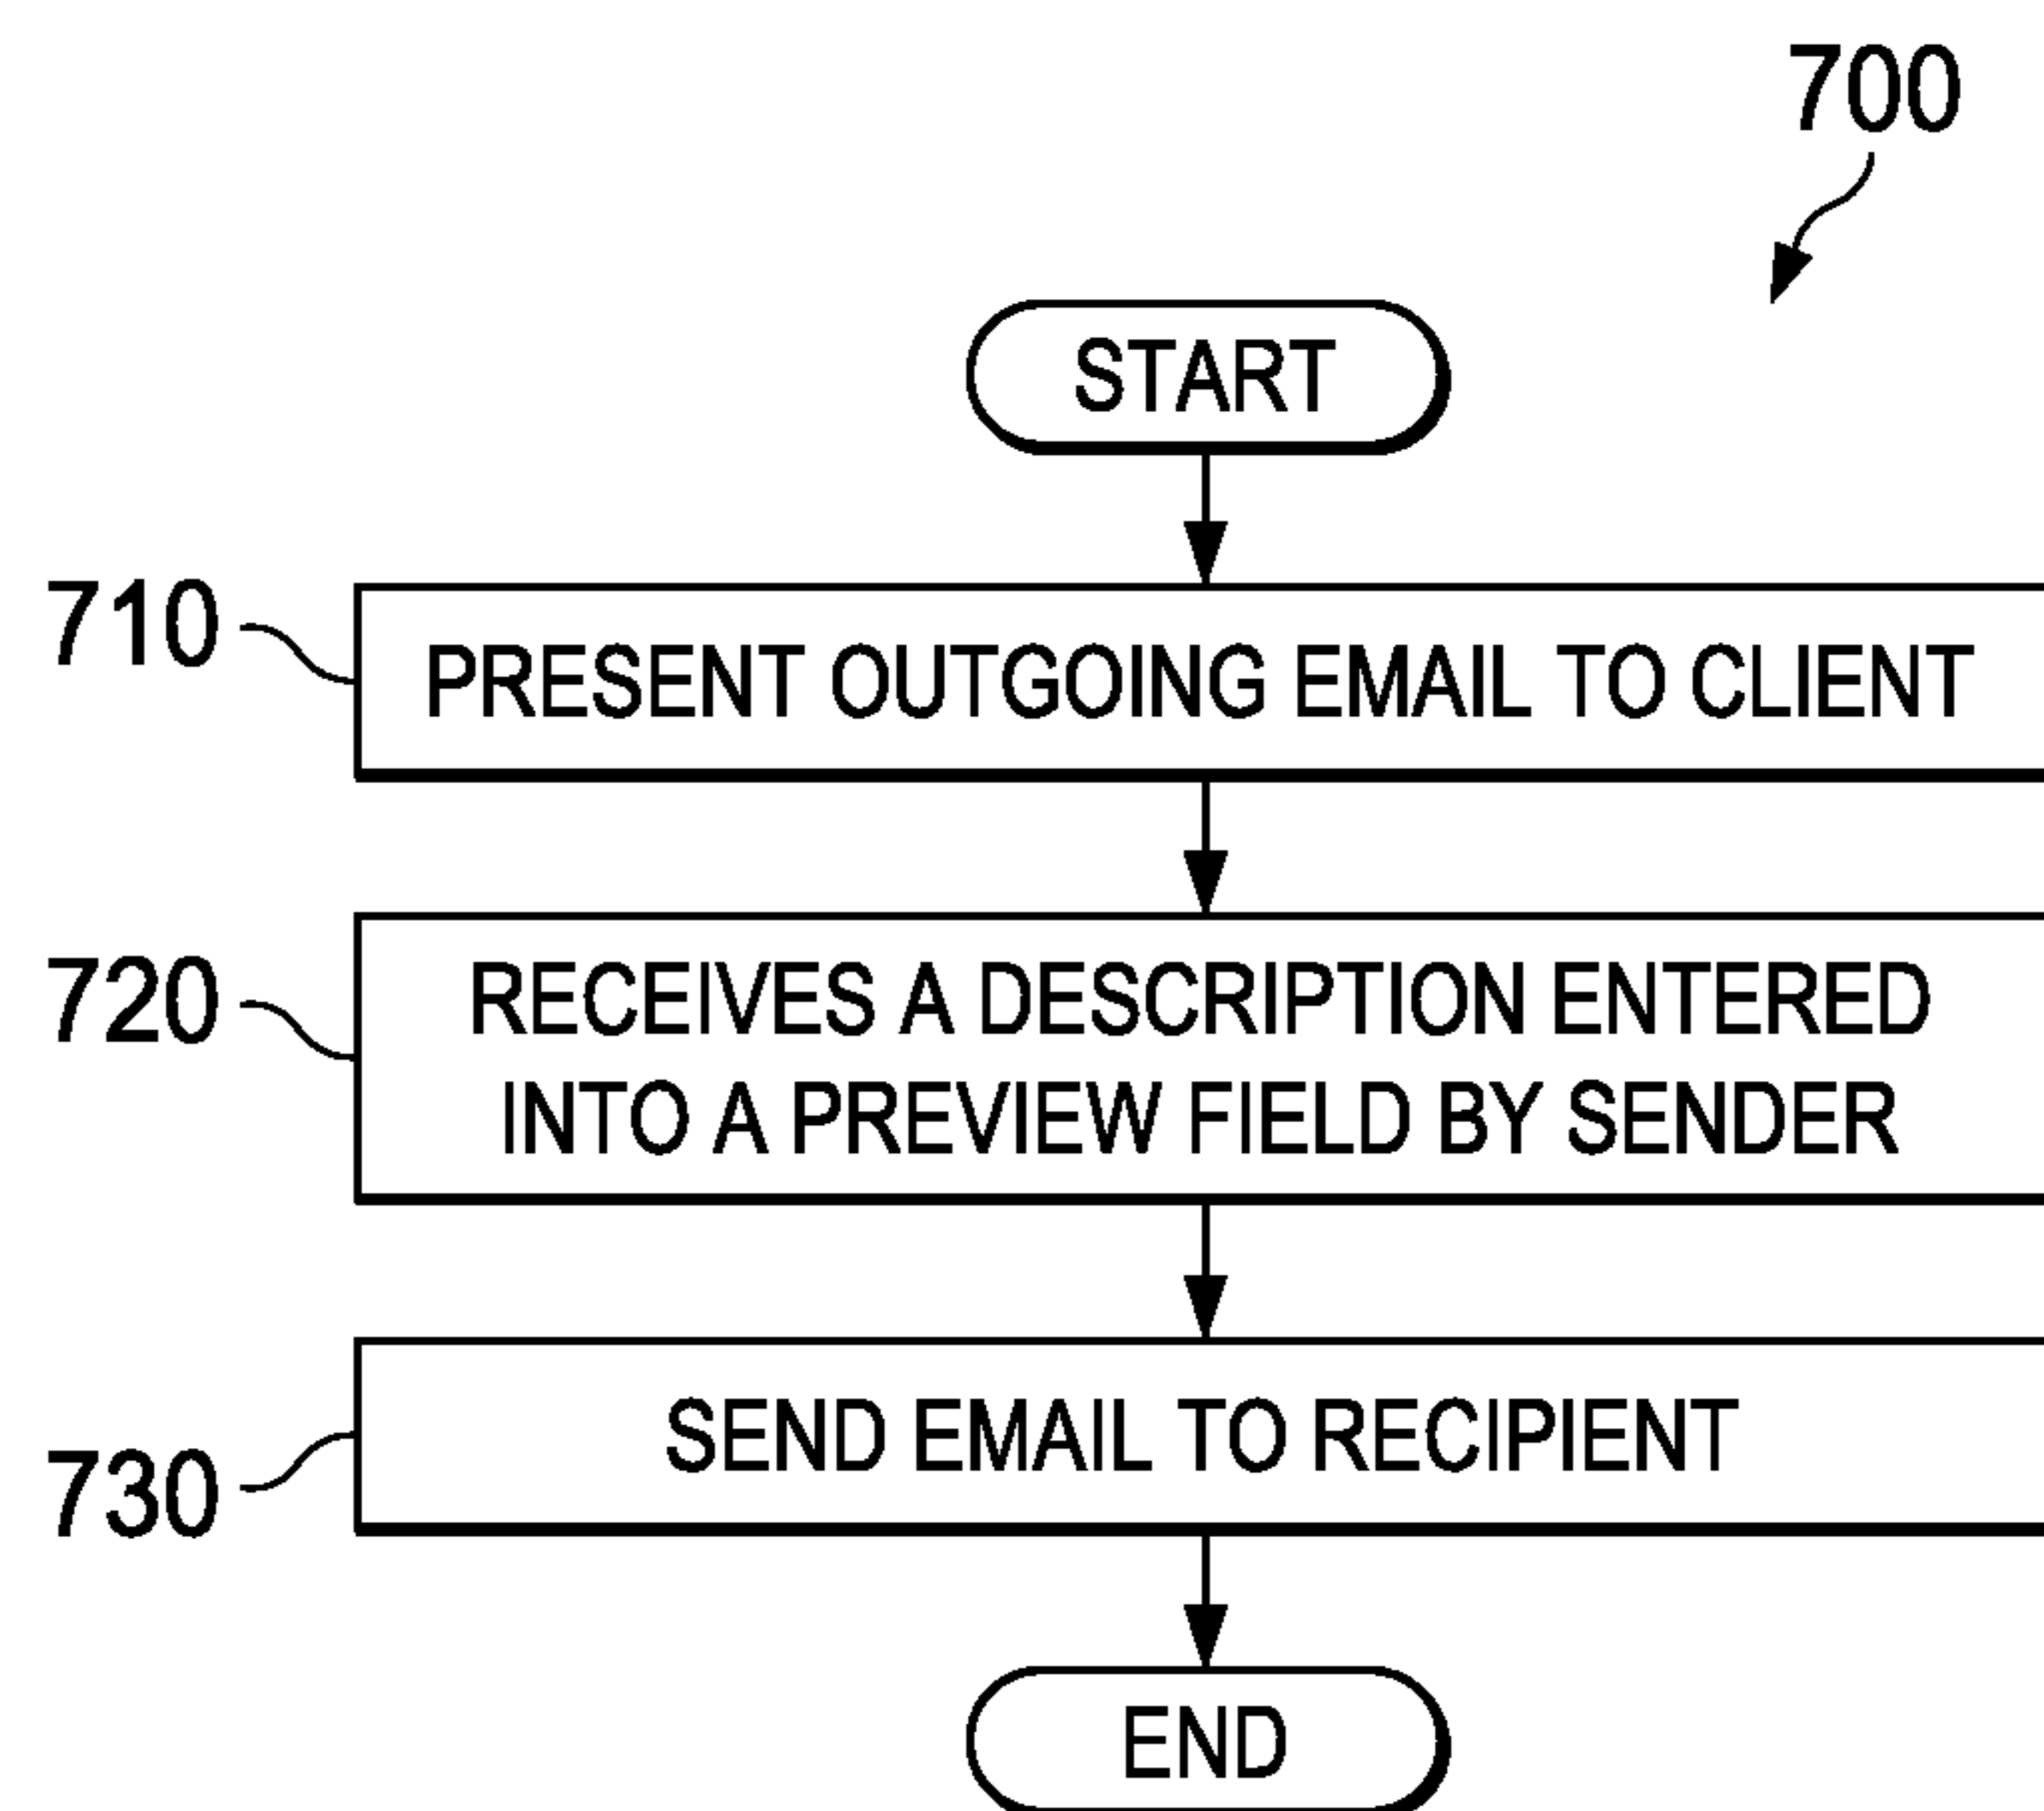 700
START
710
PRESENT OUTGOING EMAIL TO CLIENT
720
RECEIVES A DESCRIPTION ENTERED
INTO A PREVIEW FIELD BY SENDER
730
SEND EMAIL TO RECIPIENT
END